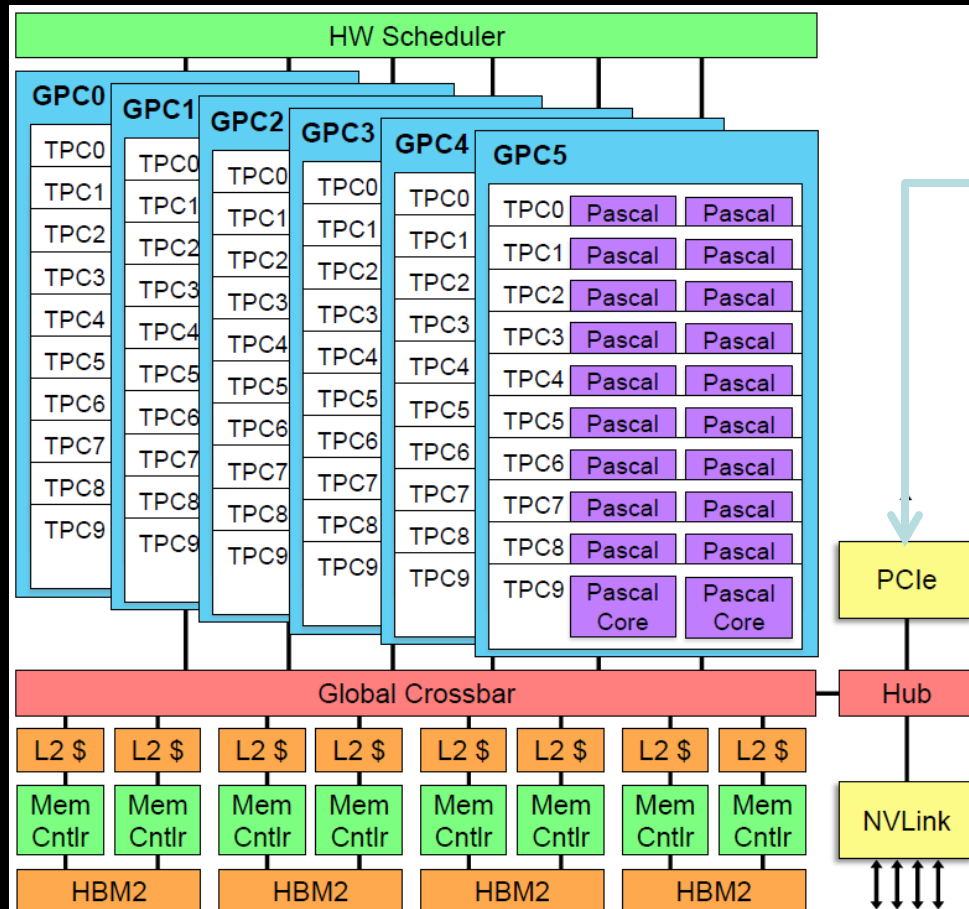 HW Scheduler
GPC0
TPC0
TPC1
TPC2
TPC3
TPC4
TPC5
TPC6
TPC7
TPC8
TPC9
GPC1
TPC0
TPC1
TPC2
TPC3
TPC4
TPC5
TPC6
TPC7
TPC8
TPC9
GPC2
TPC0
TPC1
TPC2
TPC3
TPC4
TPC5
TPC6
TPC7
TPC8
TPC9
GPC3
TPC0
TPC1
TPC2
TPC3
TPC4
TPC5
TPC6
TPC7
TPC8
TPC9
GPC4
TPC0
TPC1
TPC2
TPC3
TPC4
TPC5
TPC6
TPC7
TPC8
TPC9
GPC5
TPC0 Pascal Pascal
TPC1 Pascal Pascal
TPC2 Pascal Pascal
TPC3 Pascal Pascal
TPC4 Pascal Pascal
TPC5 Pascal Pascal
TPC6 Pascal Pascal
TPC7 Pascal Pascal
TPC8 Pascal Pascal
TPC9 Pascal Pascal
Core Core
PCIe
Global Crossbar
Hub
L2 $ L2 $ L2 $ L2 $ L2 $ L2 $ L2 $ L2 $
Mem Mem Mem Mem Mem Mem Mem Mem
Cntlr Cntlr Cntlr Cntlr Cntlr Cntlr Cntlr Cntlr
NVLink
HBM2 HBM2 HBM2 HBM2